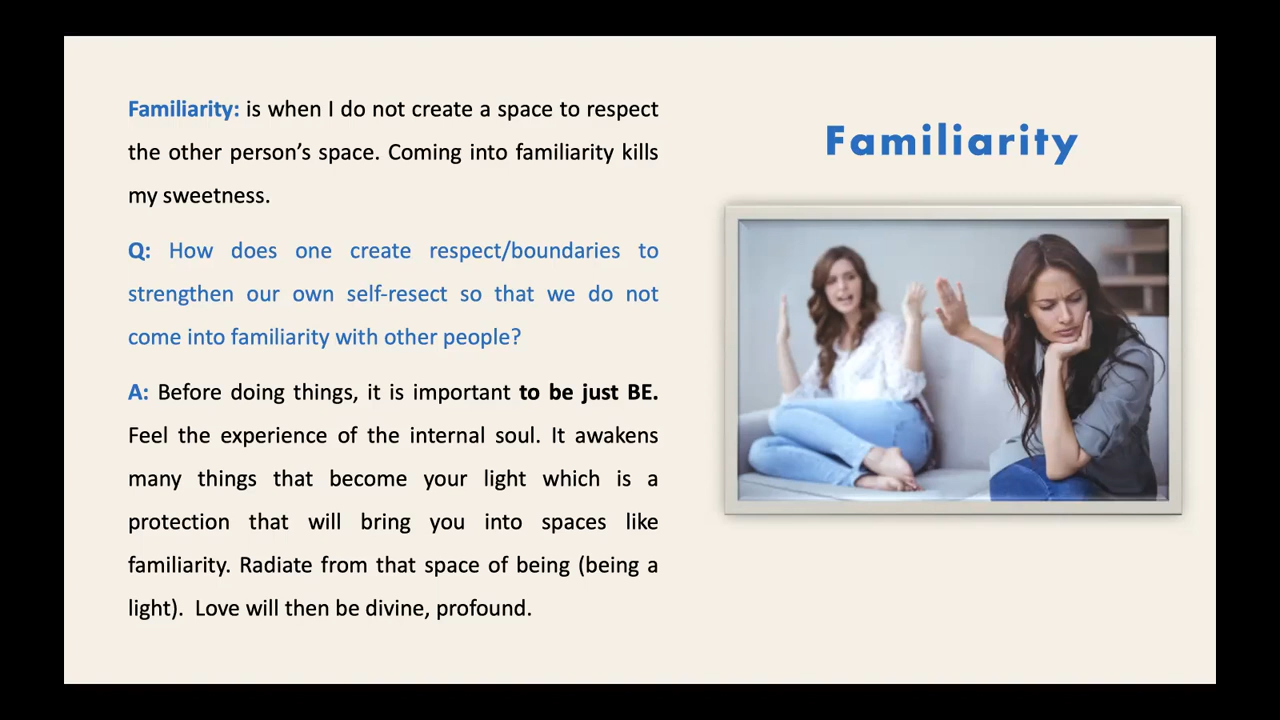 Familiarity: is when I do not create a space to respect
the other person’s space. Coming into familiarity kills
my sweetness.
Q: How does one create respect/boundaries to
strengthen our own self-resect so that we do not
come into familiarity with other people?
A: Before doing things, it is important to be just BE.
Feel the experience of the internal soul. It awakens
many things that become your light which is a
protection that will bring you into spaces like
familiarity. Radiate from that space of being (being a
light).  Love will then be divine, profound.
Familiarity